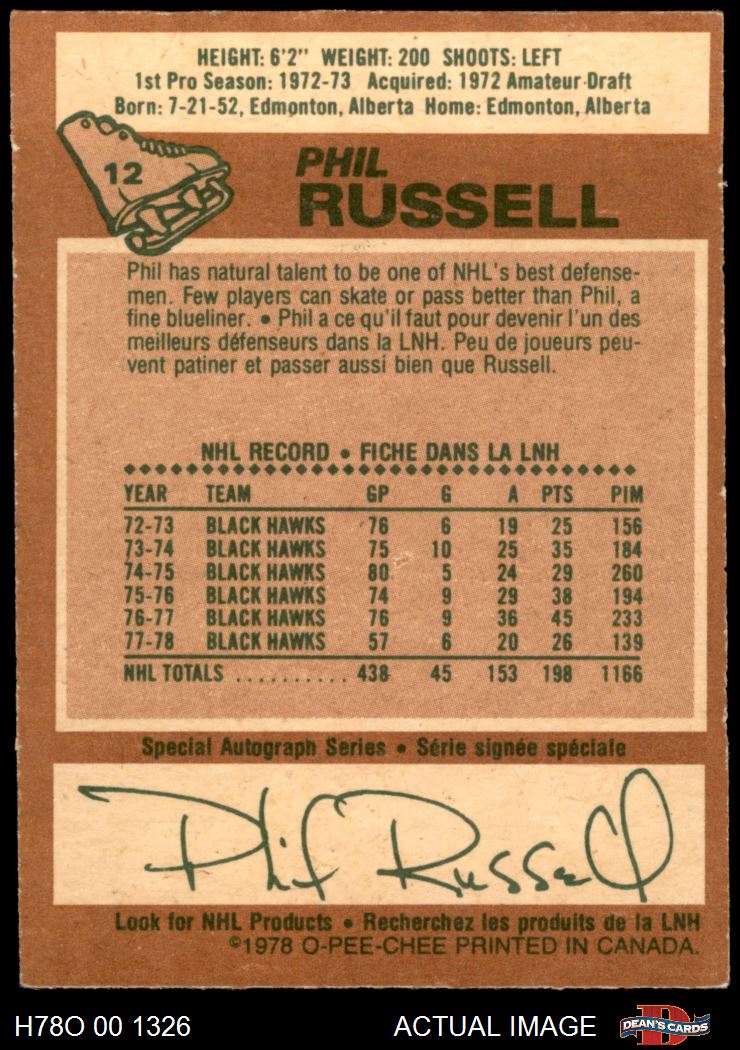 HEIGHT: 6'2" WEIGHT: 200 SHOOTS: LEFT
1st Pro Season: 1972-73 Acquired: 1972 Amateur Draft
Born: 7-21-52, Edmonton, Alberta Home: Edmonton, Alberta
12
PHIL
RUSSELL
Phil has natural talent to be one of NHL's best defense-
men. Few players can skate or pass better than Phil, a
fine blueliner. • Phil a ce qu'il faut pour devenir l'un des
meilleurs défenseurs dans la LNH. Peu de joueurs peu-
vent patiner et passer aussi bien que Russell.
NHL RECORD • FICHE DANS LA LNH
YEAR TEAM GP G A PTS PIM
72-73 BLACK HAWKS 76 6 19 25 156
73-74 BLACK HAWKS 75 10 25 35 184
74-75 BLACK HAWKS 80 5 24 29 260
75-76 BLACK HAWKS 74 9 29 38 194
76-77 BLACK HAWKS 76 9 36 45 233
77-78 BLACK HAWKS 57 6 20 26 139
NHL TOTALS .......... 438 45 153 198 1166
Special Autograph Series • Série signée spéciale
Phil Russell
Look for NHL Products • Recherchez les produits de la LNH
©1978 O-PEE-CHEE PRINTED IN CANADA.
H78O 00 1326 ACTUAL IMAGE D DEAN'S CARDS